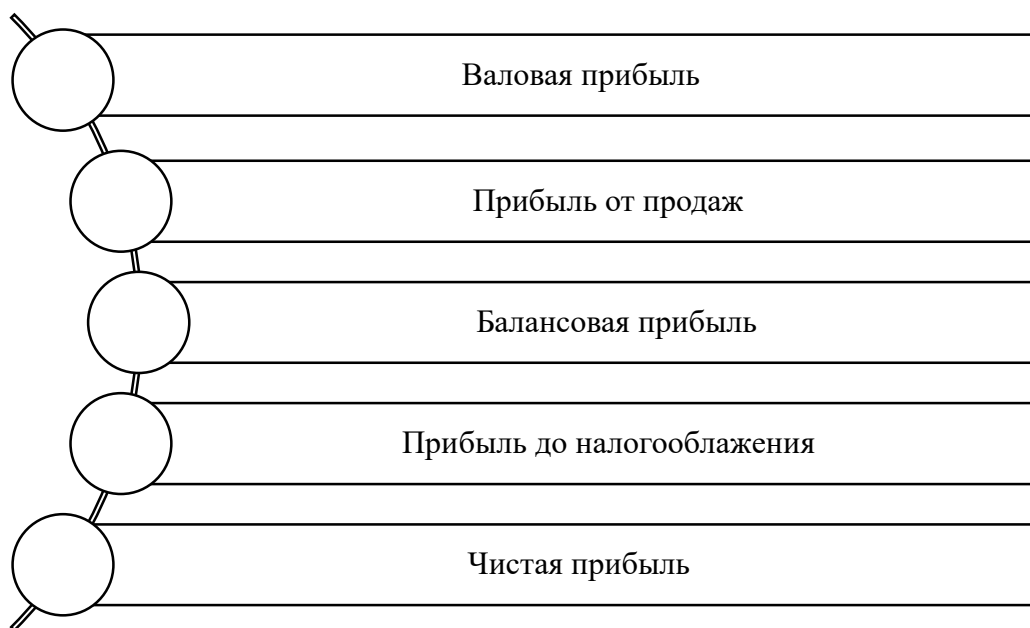 Валовая прибыль
Прибыль от продаж
Балансовая прибыль
Прибыль до налогооблажения
Чистая прибыль